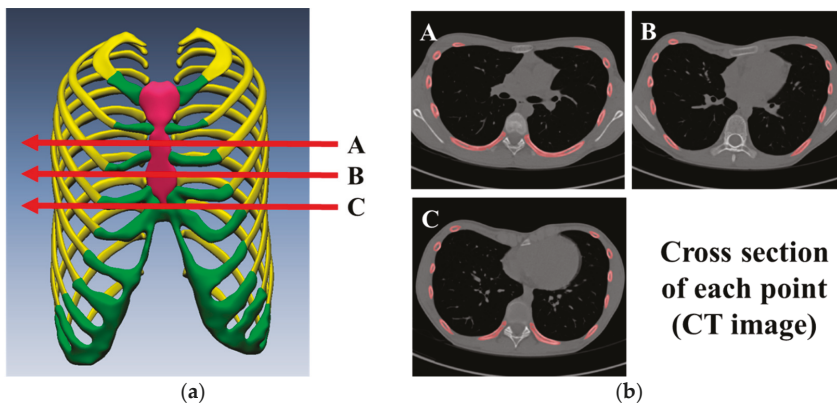 A
B
C
A
B
C
Cross section
of each point
(CT image)
(a)
(b)